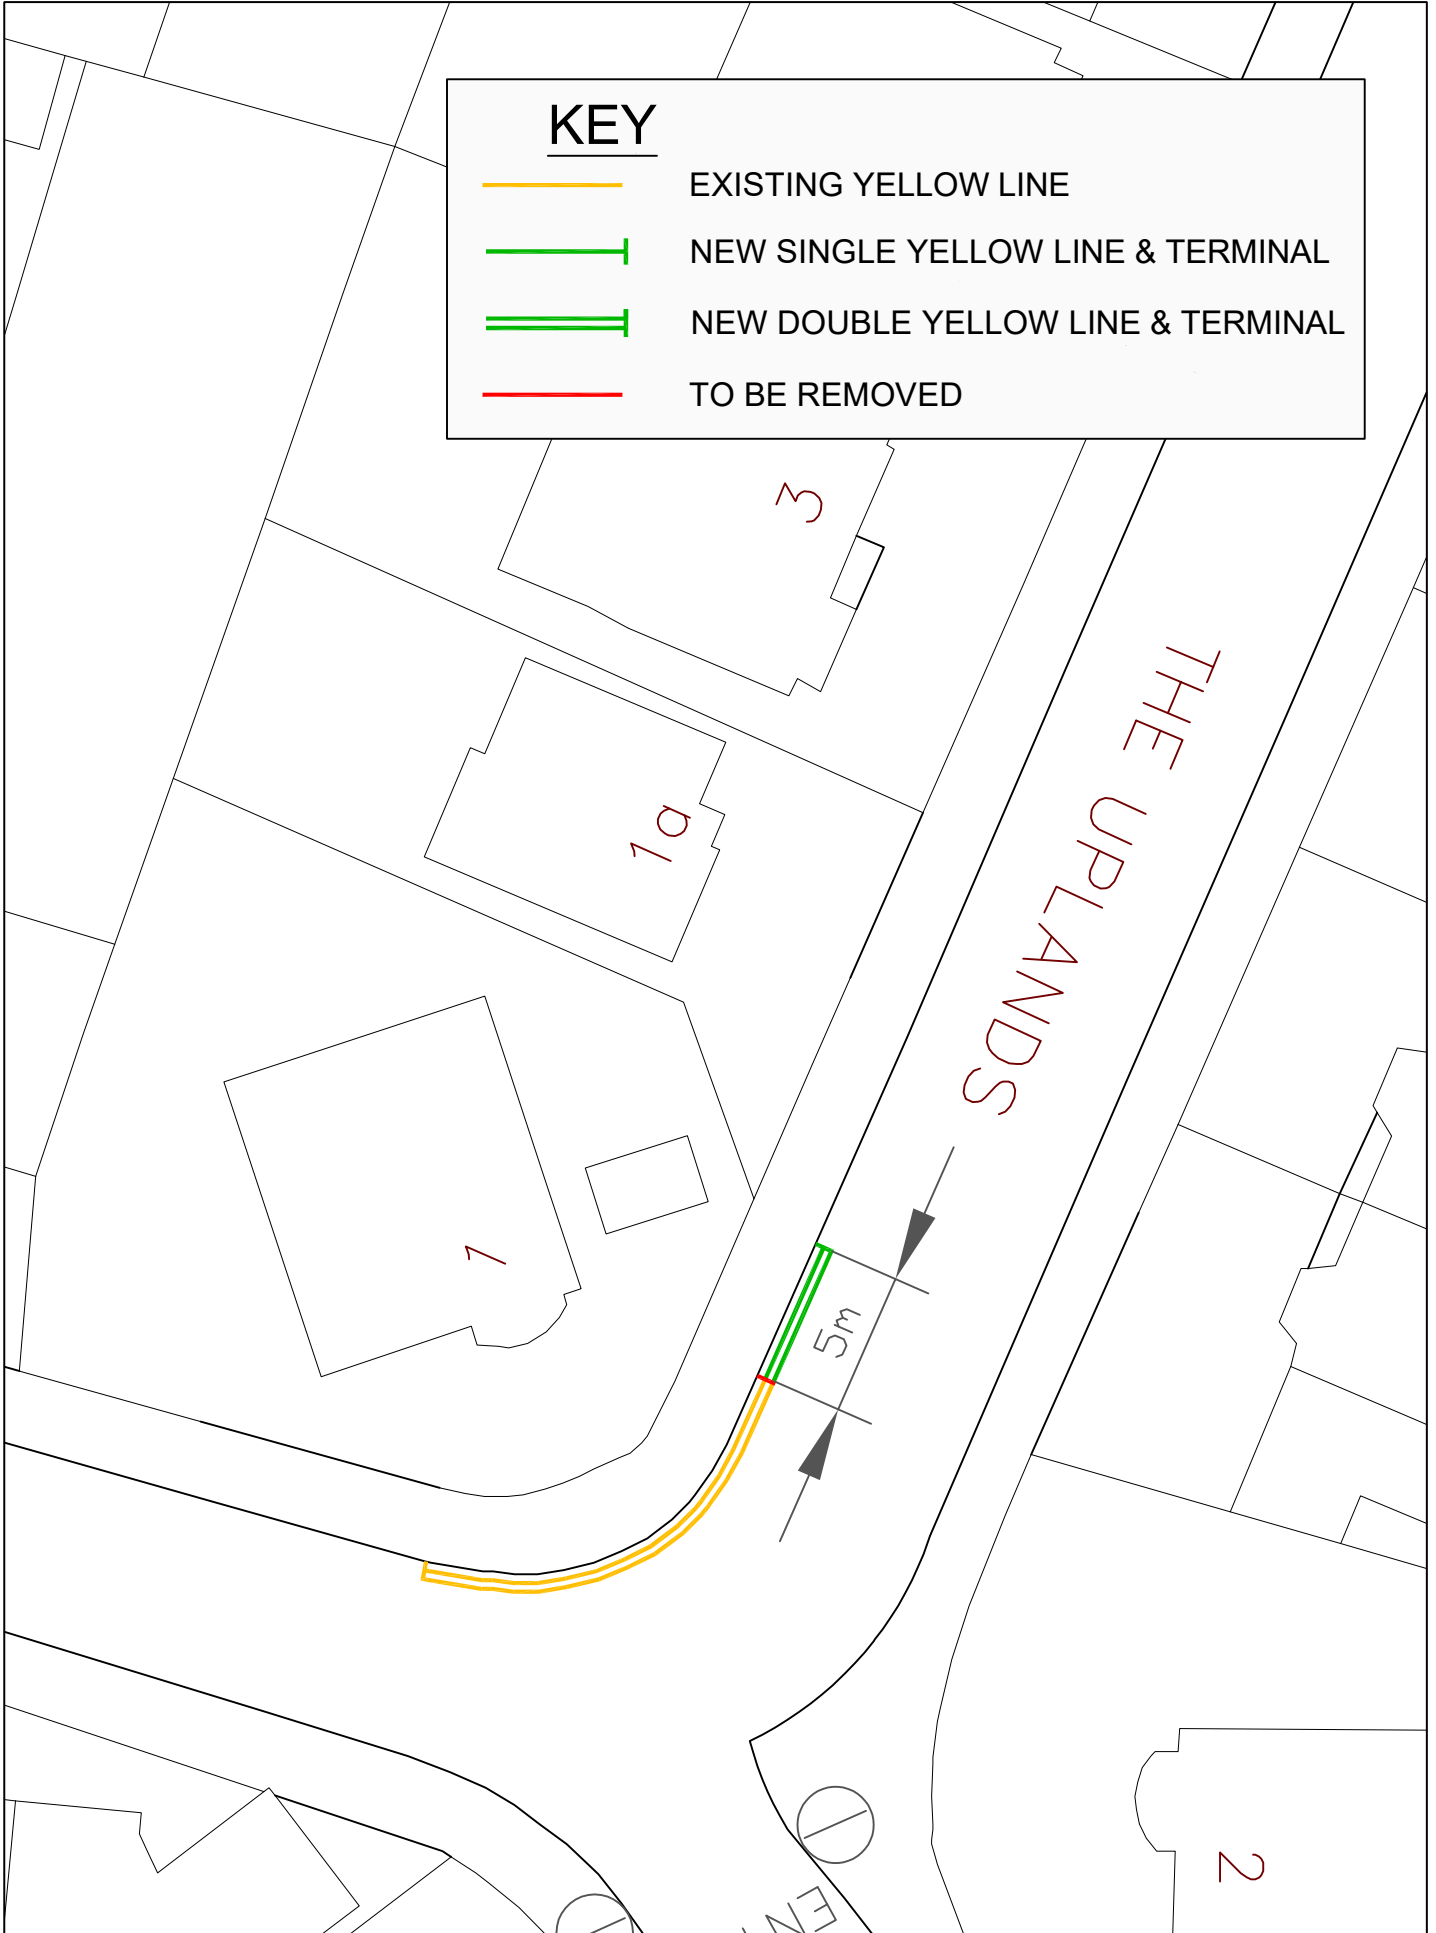 KEY
EXISTING YELLOW LINE
NEW SINGLE YELLOW LINE & TERMINAL
NEW DOUBLE YELLOW LINE & TERMINAL
TO BE REMOVED
3
THE UPLANDS
1a
1
5m
2